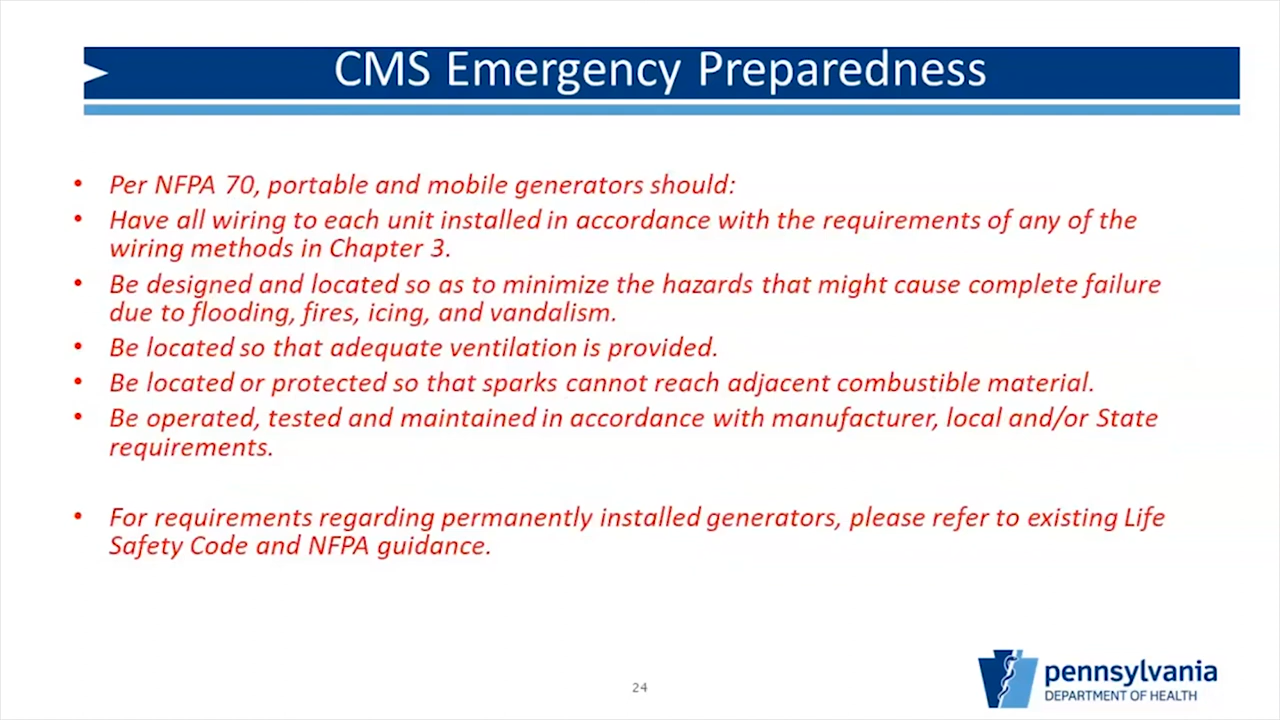 CMS Emergency Preparedness
• Per NFPA 70, portable and mobile generators should:
• Have all wiring to each unit installed in accordance with the requirements of any of the
wiring methods in Chapter 3.
• Be designed and located so as to minimize the hazards that might cause complete failure
due to flooding, fires, icing, and vandalism.
• Be located so that adequate ventilation is provided.
• Be located or protected so that sparks cannot reach adjacent combustible material.
• Be operated, tested and maintained in accordance with manufacturer, local and/or State
requirements.
• For requirements regarding permanently installed generators, please refer to existing Life
Safety Code and NFPA guidance.
24
pennsylvania
DEPARTMENT OF HEALTH